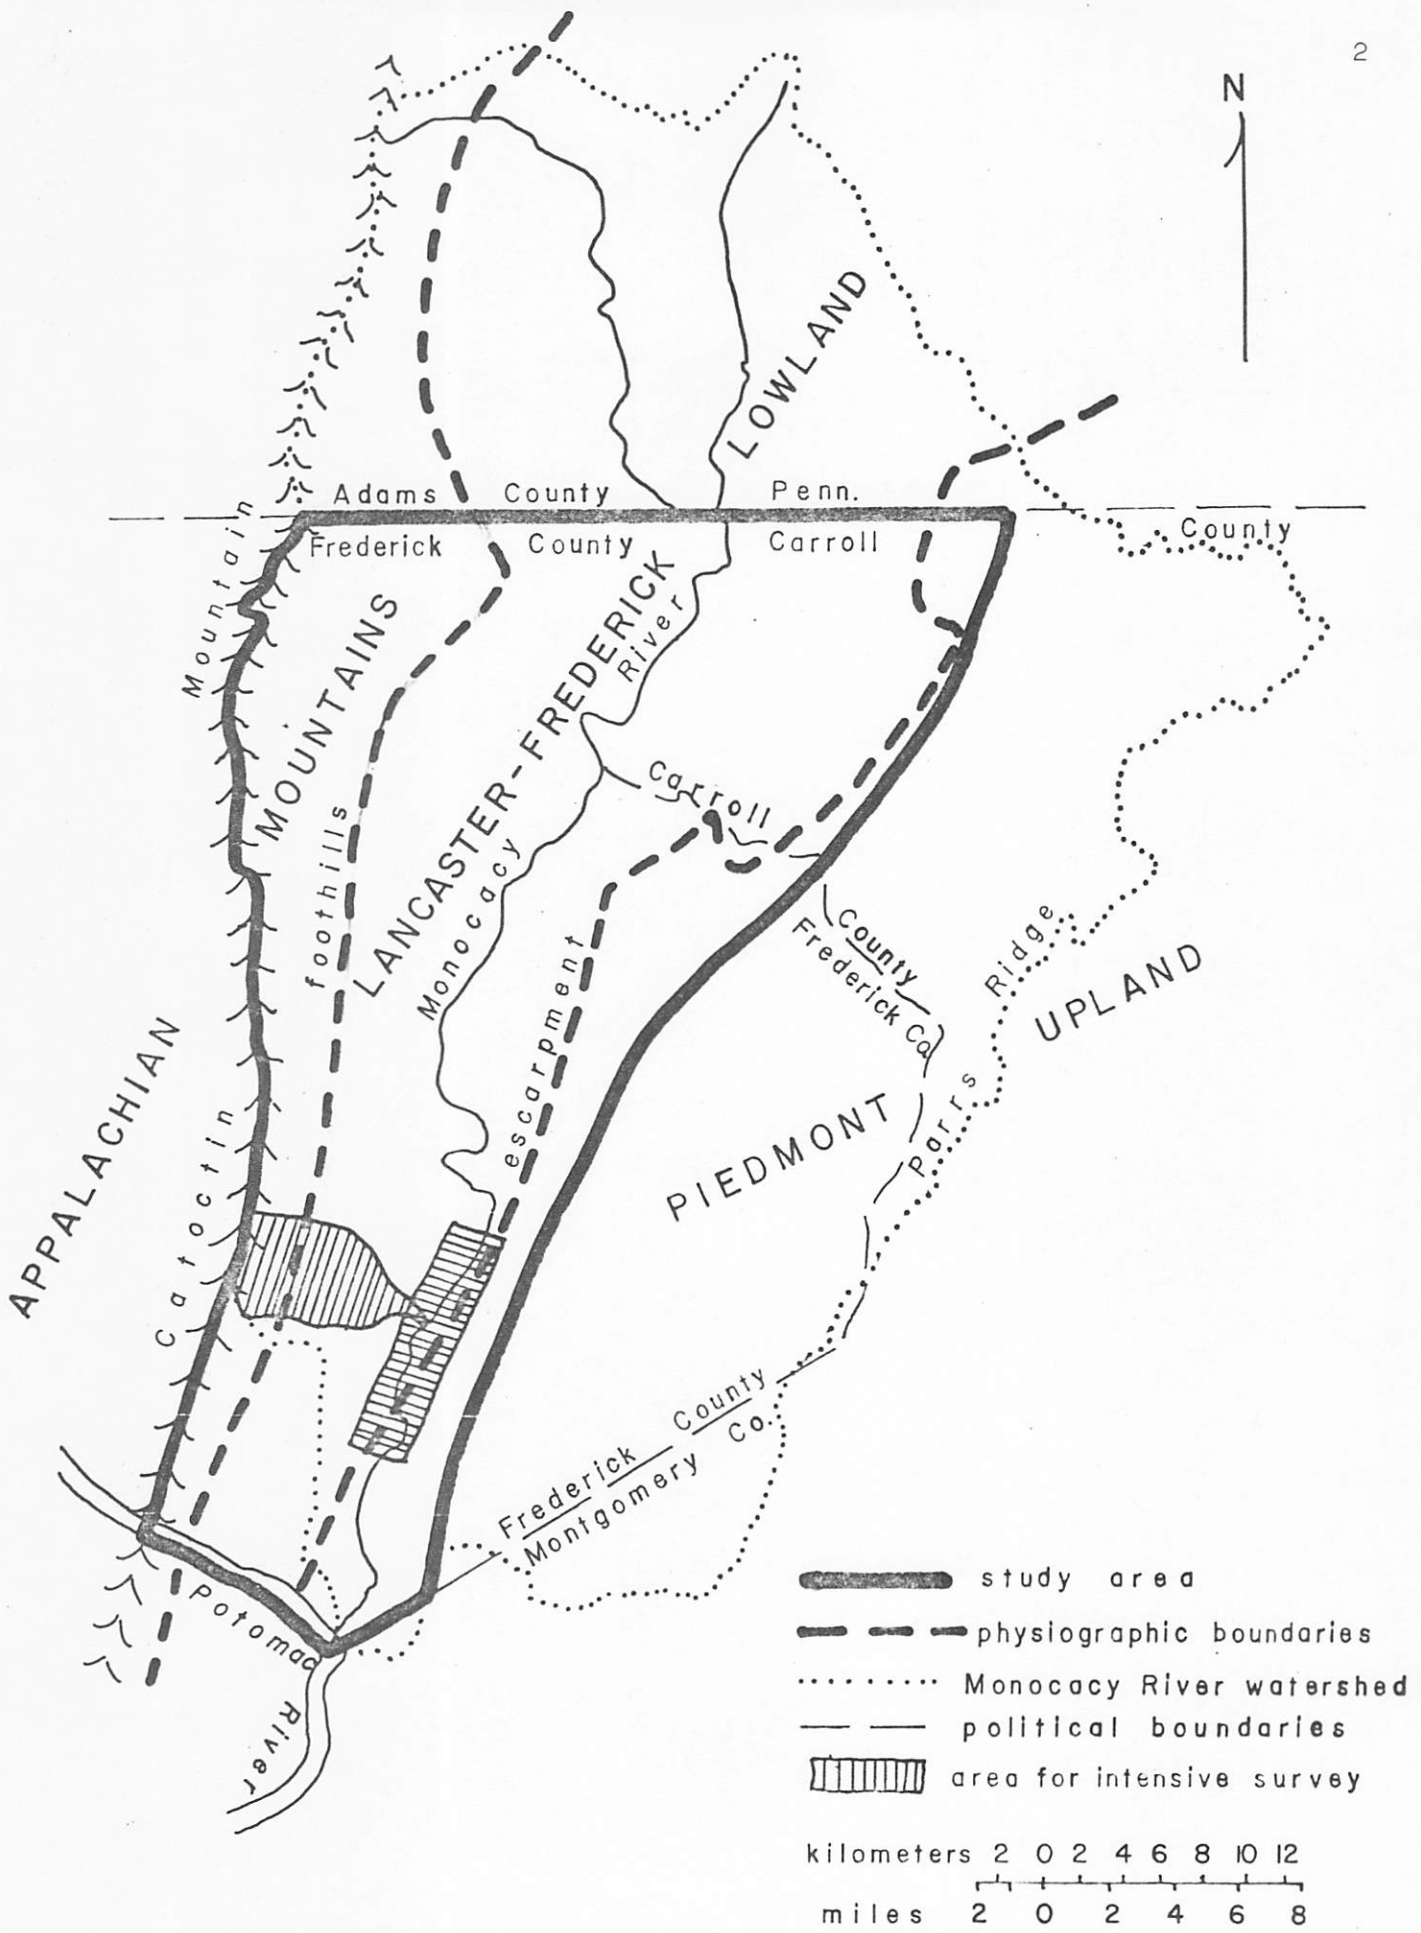 2
N
LOWLAND
Adams County Penn.
Frederick County Carroll County
Mountain
MOUNTAINS
LANCASTER-FREDERICK
River
Carroll
foothills
Monocacy
County
Frederick Co.
Ridge
UPLAND
escarpment
APPALACHIAN
Catoctin
PIEDMONT
Parrs
Frederick County
Montgomery Co.
Potomac
River
study area
physiographic boundaries
Monocacy River watershed
political boundaries
area for intensive survey
kilometers 2 0 2 4 6 8 10 12
miles 2 0 2 4 6 8